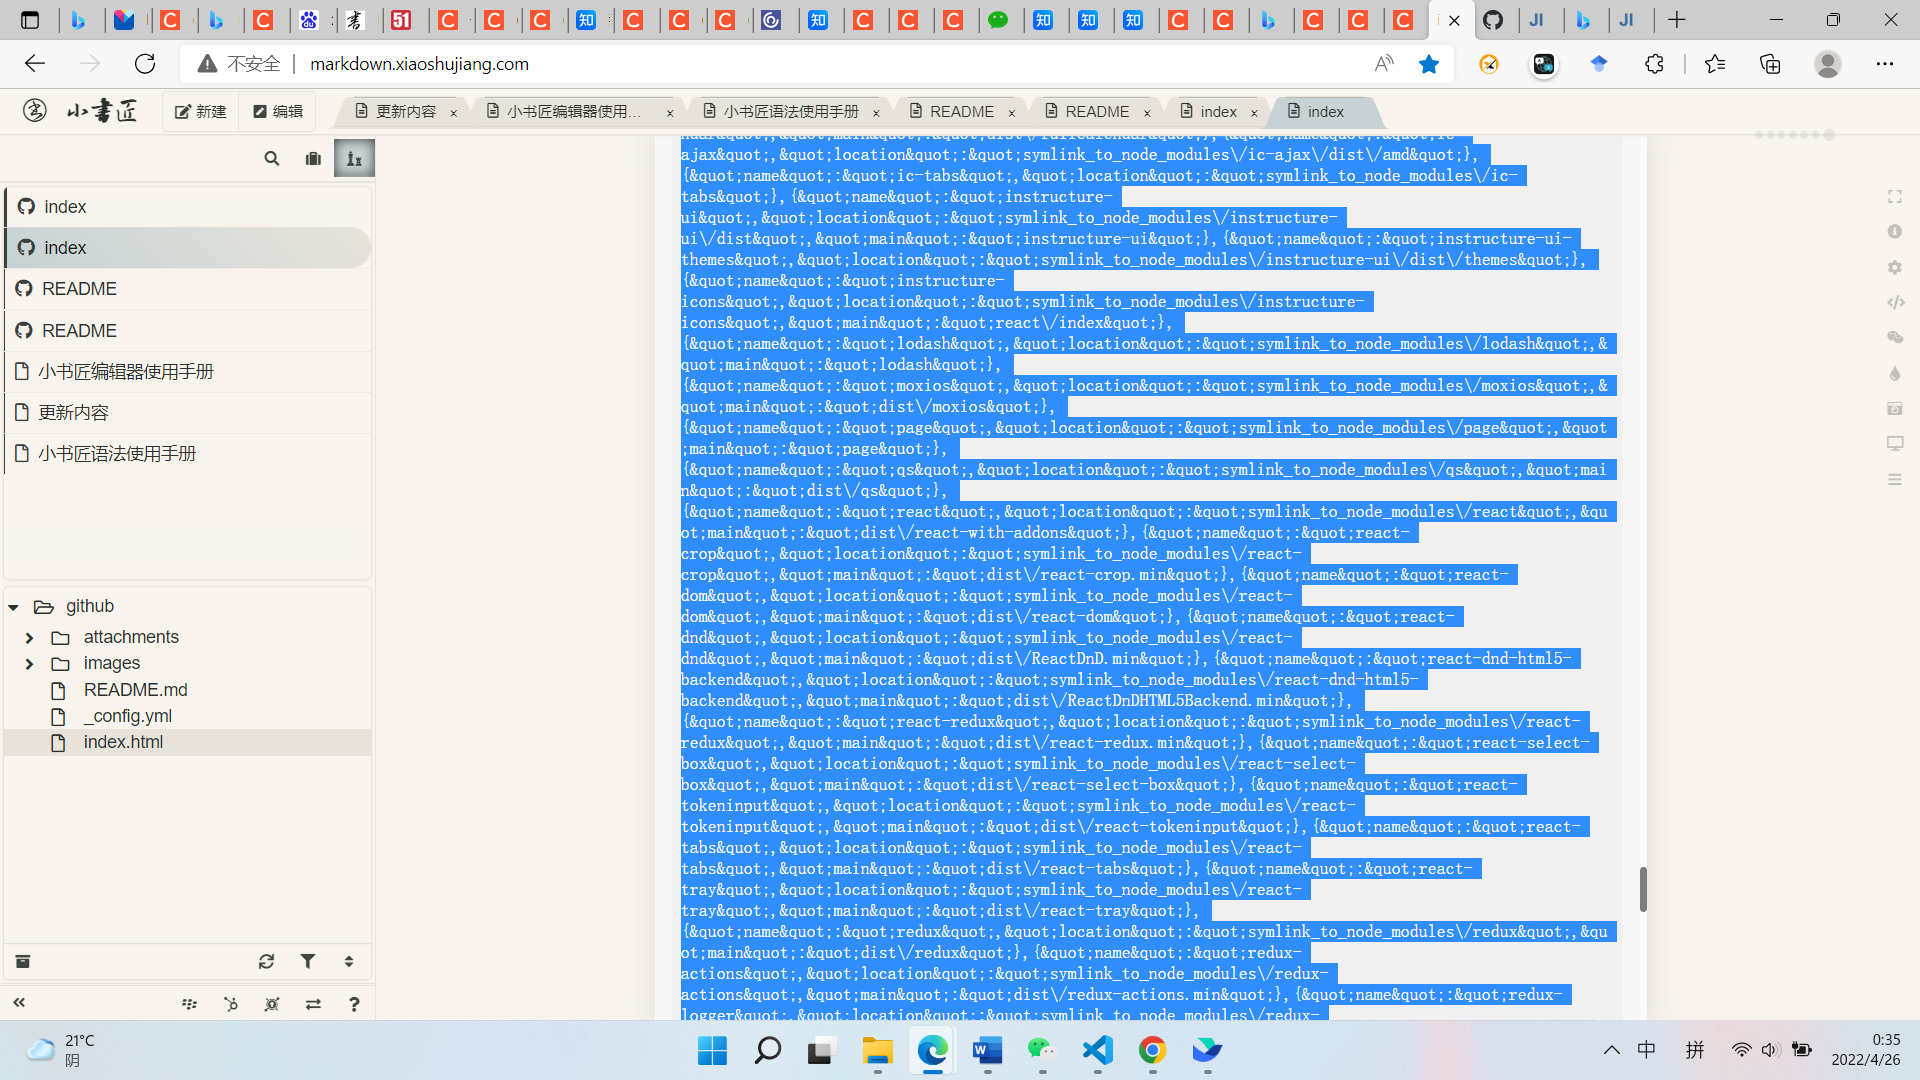 不安全
markdown.xiaoshujiang.com
小書匠
新建
编辑
更新内容
小书匠编辑器使用...
小书匠语法使用手册
README
README
index
index
index
index
README
README
小书匠编辑器使用手册
更新内容
小书匠语法使用手册
github
attachments
images
README.md
_config.yml
index.html
ajax&quot;,&quot;location&quot;:&quot;symlink_to_node_modules\/ic-ajax\/dist\/amd&quot;},
{&quot;name&quot;:&quot;ic-tabs&quot;,&quot;location&quot;:&quot;symlink_to_node_modules\/ic-
tabs&quot;},{&quot;name&quot;:&quot;instructure-
ui&quot;,&quot;location&quot;:&quot;symlink_to_node_modules\/instructure-
ui\/dist&quot;,&quot;main&quot;:&quot;instructure-ui&quot;},{&quot;name&quot;:&quot;instructure-ui-
themes&quot;,&quot;location&quot;:&quot;symlink_to_node_modules\/instructure-ui\/dist\/themes&quot;},
{&quot;name&quot;:&quot;instructure-
icons&quot;,&quot;location&quot;:&quot;symlink_to_node_modules\/instructure-
icons&quot;,&quot;main&quot;:&quot;react\/index&quot;},
{&quot;name&quot;:&quot;lodash&quot;,&quot;location&quot;:&quot;symlink_to_node_modules\/lodash&quot;,&
quot;main&quot;:&quot;lodash&quot;},
{&quot;name&quot;:&quot;moxios&quot;,&quot;location&quot;:&quot;symlink_to_node_modules\/moxios&quot;,&
quot;main&quot;:&quot;dist\/moxios&quot;},
{&quot;name&quot;:&quot;page&quot;,&quot;location&quot;:&quot;symlink_to_node_modules\/page&quot;,&quot
;main&quot;:&quot;page&quot;},
{&quot;name&quot;:&quot;qs&quot;,&quot;location&quot;:&quot;symlink_to_node_modules\/qs&quot;,&quot;mai
n&quot;:&quot;dist\/qs&quot;},
{&quot;name&quot;:&quot;react&quot;,&quot;location&quot;:&quot;symlink_to_node_modules\/react&quot;,&qu
ot;main&quot;:&quot;dist\/react-with-addons&quot;},{&quot;name&quot;:&quot;react-
crop&quot;,&quot;location&quot;:&quot;symlink_to_node_modules\/react-
crop&quot;,&quot;main&quot;:&quot;dist\/react-crop.min&quot;},{&quot;name&quot;:&quot;react-
dom&quot;,&quot;location&quot;:&quot;symlink_to_node_modules\/react-
dom&quot;,&quot;main&quot;:&quot;dist\/react-dom&quot;},{&quot;name&quot;:&quot;react-
dnd&quot;,&quot;location&quot;:&quot;symlink_to_node_modules\/react-
dnd&quot;,&quot;main&quot;:&quot;dist\/ReactDnD.min&quot;},{&quot;name&quot;:&quot;react-dnd-html5-
backend&quot;,&quot;location&quot;:&quot;symlink_to_node_modules\/react-dnd-html5-
backend&quot;,&quot;main&quot;:&quot;dist\/ReactDnDHTML5Backend.min&quot;},
{&quot;name&quot;:&quot;react-redux&quot;,&quot;location&quot;:&quot;symlink_to_node_modules\/react-
redux&quot;,&quot;main&quot;:&quot;dist\/react-redux.min&quot;},{&quot;name&quot;:&quot;react-select-
box&quot;,&quot;location&quot;:&quot;symlink_to_node_modules\/react-select-
box&quot;,&quot;main&quot;:&quot;dist\/react-select-box&quot;},{&quot;name&quot;:&quot;react-
tokeninput&quot;,&quot;location&quot;:&quot;symlink_to_node_modules\/react-
tokeninput&quot;,&quot;main&quot;:&quot;dist\/react-tokeninput&quot;},{&quot;name&quot;:&quot;react-
tabs&quot;,&quot;location&quot;:&quot;symlink_to_node_modules\/react-
tabs&quot;,&quot;main&quot;:&quot;dist\/react-tabs&quot;},{&quot;name&quot;:&quot;react-
tray&quot;,&quot;location&quot;:&quot;symlink_to_node_modules\/react-
tray&quot;,&quot;main&quot;:&quot;dist\/react-tray&quot;},
{&quot;name&quot;:&quot;redux&quot;,&quot;location&quot;:&quot;symlink_to_node_modules\/redux&quot;,&qu
ot;main&quot;:&quot;dist\/redux&quot;},{&quot;name&quot;:&quot;redux-
actions&quot;,&quot;location&quot;:&quot;symlink_to_node_modules\/redux-
actions&quot;,&quot;main&quot;:&quot;dist\/redux-actions.min&quot;},{&quot;name&quot;:&quot;redux-
logger&quot;,&quot;location&quot;:&quot;symlink_to_node_modules\/redux-
21°C
阴
中
拼
0:35
2022/4/26